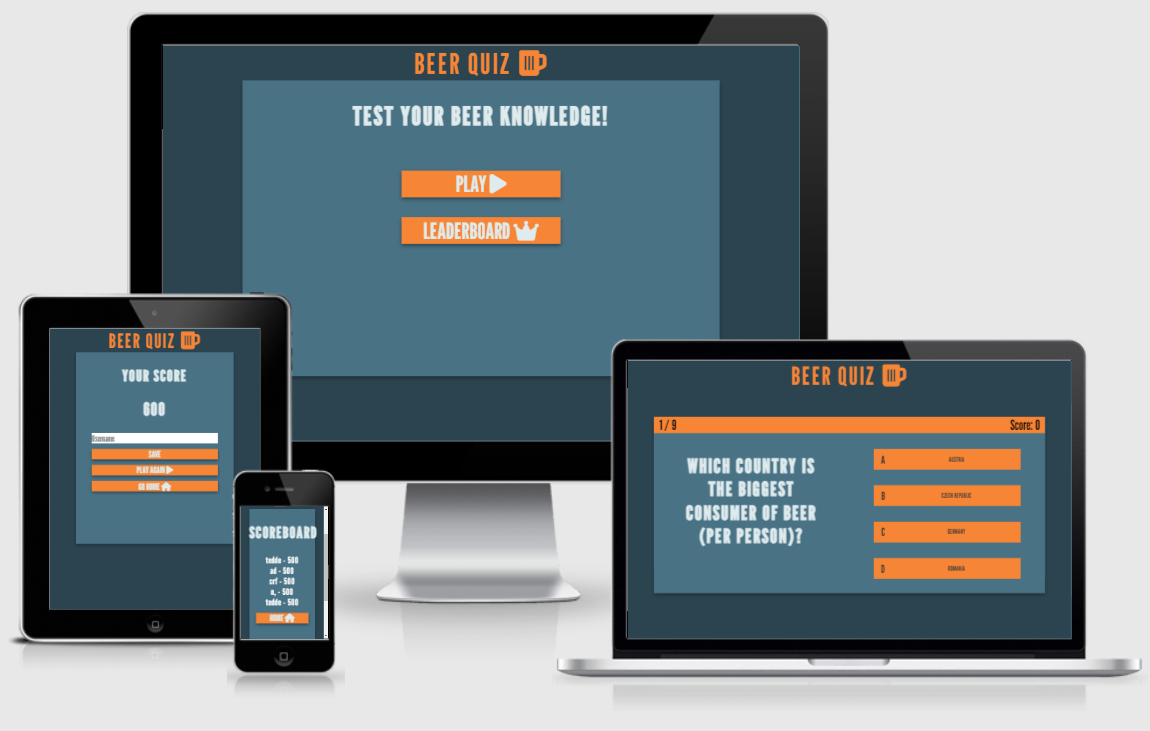 BEER QUIZ
TEST YOUR BEER KNOWLEDGE!
PLAY
LEADERBOARD
BEER QUIZ
YOUR SCORE
600
Username
SAVE
PLAY AGAIN
GO HOME
SCOREBOARD
tedde - 500
ad - 500
crf - 500
a, - 500
tedde - 500
HOME
BEER QUIZ
1 / 9
Score: 0
WHICH COUNTRY IS
THE BIGGEST
CONSUMER OF BEER
(PER PERSON)?
A AUSTRIA
B CZECH REPUBLIC
C GERMANY
D ROMANIA